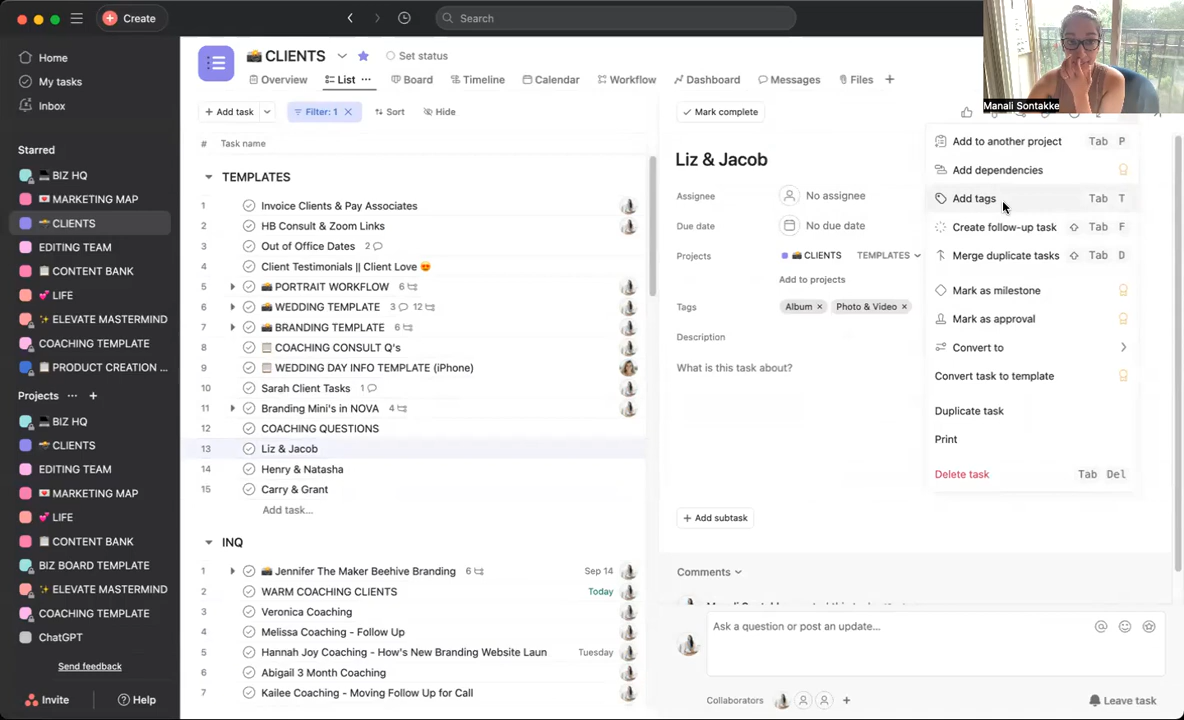 Create
Search
Home
My tasks
Inbox
Starred
BIZ HQ
💌 MARKETING MAP
📸 CLIENTS
EDITING TEAM
📋 CONTENT BANK
💕 LIFE
✨ ELEVATE MASTERMIND
COACHING TEMPLATE
📋 PRODUCT CREATION ...
Projects ... +
BIZ HQ
📸 CLIENTS
EDITING TEAM
💌 MARKETING MAP
💕 LIFE
📋 CONTENT BANK
BIZ BOARD TEMPLATE
✨ ELEVATE MASTERMIND
COACHING TEMPLATE
ChatGPT
Send feedback
Invite
Help
📸 CLIENTS
Set status
Overview
List ...
Board
Timeline
Calendar
Workflow
Dashboard
Messages
Files +
+ Add task
Filter: 1 ×
Sort
Hide
# Task name
TEMPLATES
1 Invoice Clients & Pay Associates
2 HB Consult & Zoom Links
3 Out of Office Dates 2
4 Client Testimonials || Client Love 😍
5 📸 PORTRAIT WORKFLOW 6
6 📸 WEDDING TEMPLATE 3 12
7 📸 BRANDING TEMPLATE 6
8 📋 COACHING CONSULT Q's
9 📋 WEDDING DAY INFO TEMPLATE (iPhone)
10 Sarah Client Tasks 1
11 Branding Mini's in NOVA 4
12 COACHING QUESTIONS
13 Liz & Jacob
14 Henry & Natasha
15 Carry & Grant
Add task...
INQ
1 📸 Jennifer The Maker Beehive Branding 6 Sep 14
2 WARM COACHING CLIENTS Today
3 Veronica Coaching
4 Melissa Coaching - Follow Up
5 Hannah Joy Coaching - How's New Branding Website Laun Tuesday
6 Abigail 3 Month Coaching
7 Kailee Coaching - Moving Follow Up for Call
✓ Mark complete
Liz & Jacob
Assignee No assignee
Due date No due date
Projects 📸 CLIENTS TEMPLATES
Add to projects
Tags Album × Photo & Video ×
Description
What is this task about?
+ Add subtask
Comments
Ask a question or post an update...
Collaborators +
Leave task
Manali Sontakke
Add to another project Tab P
Add dependencies
Add tags Tab T
Create follow-up task Tab F
Merge duplicate tasks Tab D
Mark as milestone
Mark as approval
Convert to
Convert task to template
Duplicate task
Print
Delete task Tab Del